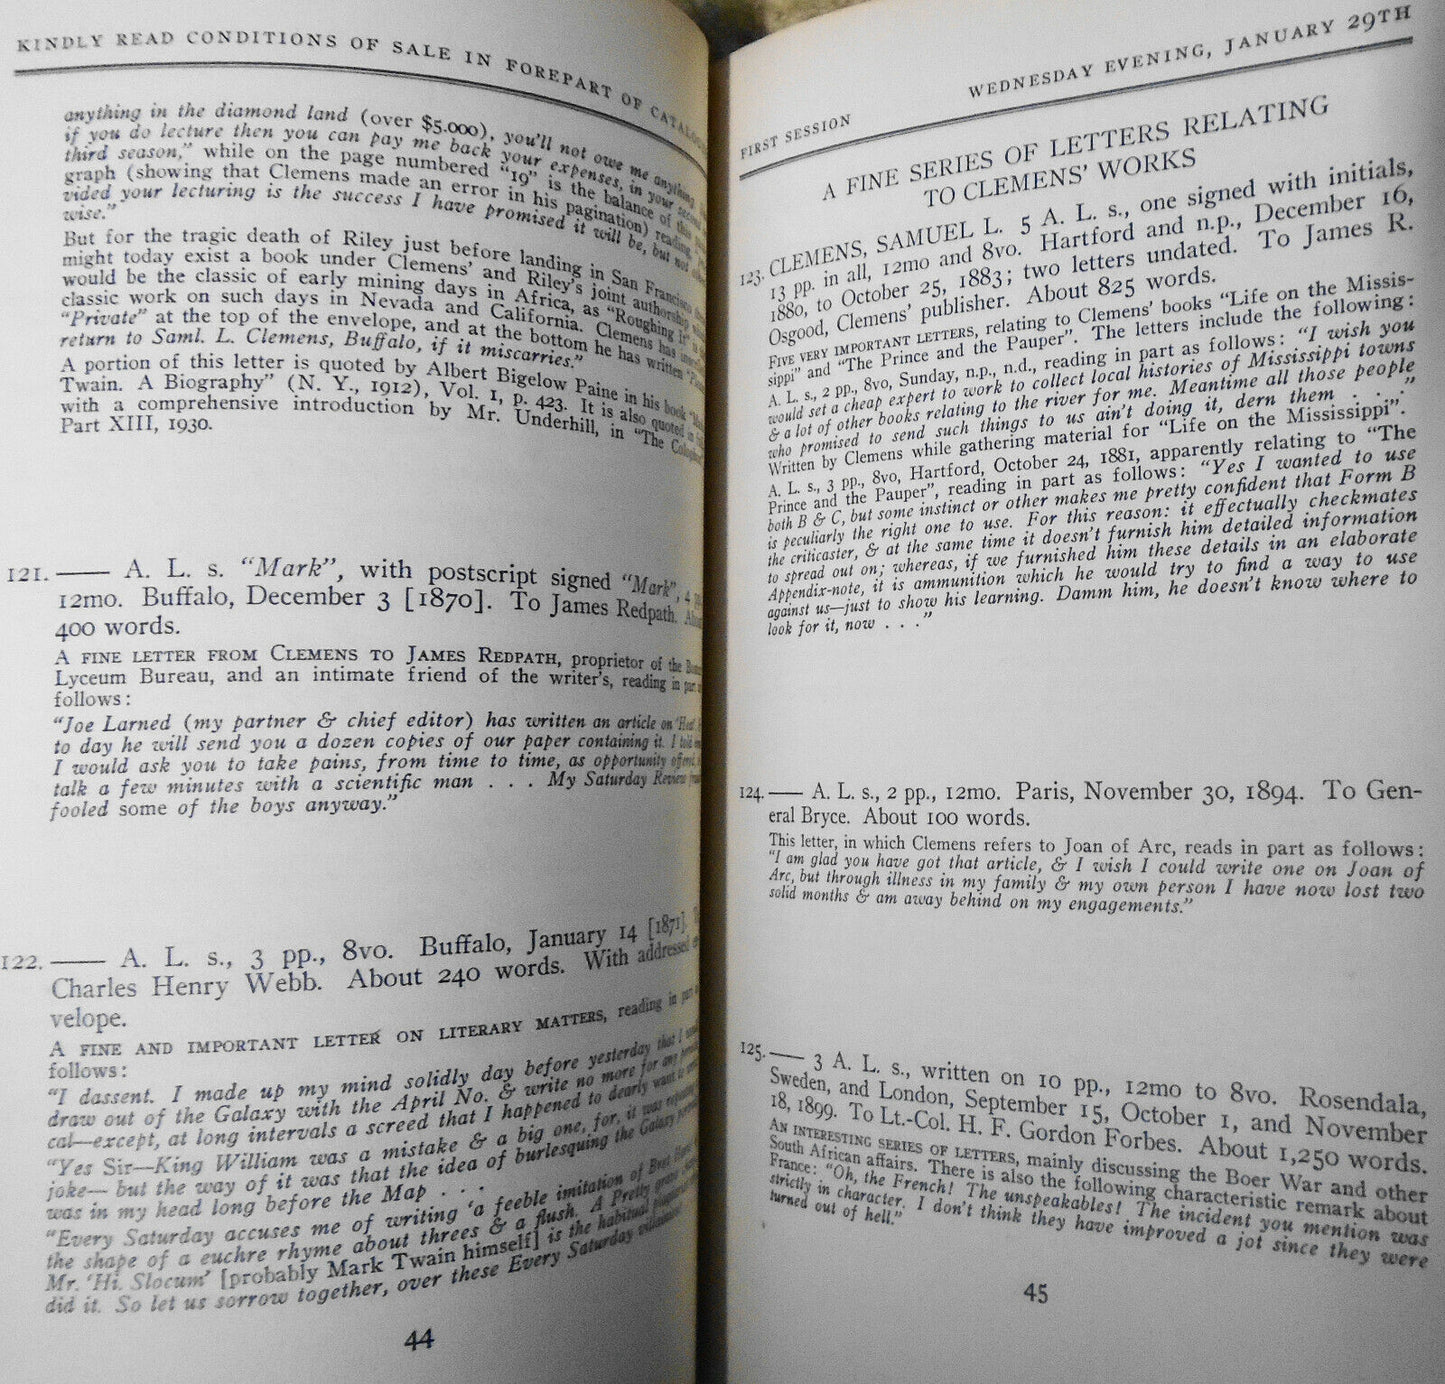 KINDLY READ CONDITIONS OF SALE IN FOREPART OF CATALOG
anything in the diamond land (over $5.000), you'll not owe me anything
if you do lecture then you can pay me back your expenses, in your second
third season," while on the page numbered "19" is the balance of this
graph (showing that Clemens made an error in his pagination) reading,
vided your lecturing is the success I have promised it will be, but not
wise."
But for the tragic death of Riley just before landing in San Francisco
might today exist a book under Clemens' and Riley's joint authorship
would be the classic of early mining days in Africa, as "Roughing It" is
classic work on such days in Nevada and California. Clemens has
"Private" at the top of the envelope, and at the bottom he has written
return to Saml. L. Clemens, Buffalo, if it miscarries."
A portion of this letter is quoted by Albert Bigelow Paine in his book
Twain. A Biography" (N. Y., 1912), Vol. 1, p. 423. It is also quoted in
with a comprehensive introduction by Mr. Underhill, in "The Colophon
Part XIII, 1930.
121. —— A. L. s. "Mark", with postscript signed "Mark", 4
12mo. Buffalo, December 3 [1870]. To James Redpath.
400 words.
A FINE LETTER FROM CLEMENS TO JAMES REDPATH, proprietor of the
Lyceum Bureau, and an intimate friend of the writer's, reading in part
follows:
"Joe Larned (my partner & chief editor) has written an article on
to day he will send you a dozen copies of our paper containing it. I told
I would ask you to take pains, from time to time, as opportunity offered,
talk a few minutes with a scientific man . . . My Saturday Review
fooled some of the boys anyway."
122. —— A. L. s., 3 pp., 8vo. Buffalo, January 14 [1871].
Charles Henry Webb. About 240 words. With addressed
velope.
A FINE AND IMPORTANT LETTER ON LITERARY MATTERS, reading in part
follows:
"I dassent. I made up my mind solidly day before yesterday that I
draw out of the Galaxy with the April No. & write no more for any
cal—except, at long intervals a screed that I happened to dearly want to
"Yes Sir—King William was a mistake & a big one, for, it was
joke— but the way of it was that the idea of burlesquing the Galaxy
was in my head long before the Map . . .
"Every Saturday accuses me of writing 'a feeble imitation of Bret
the shape of a euchre rhyme about threes & a flush. A Pretty
Mr. 'Hi. Slocum' [probably Mark Twain himself] is the habitual
did it. So let us sorrow together, over these Every Saturday
44
WEDNESDAY EVENING, JANUARY 29TH
FIRST SESSION
A FINE SERIES OF LETTERS RELATING
TO CLEMENS' WORKS
123. CLEMENS, SAMUEL L. 5 A. L. s., one signed with initials,
13 pp. in all, 12mo and 8vo. Hartford and n.p., December 16,
1880, to October 25, 1883; two letters undated. To James R.
Osgood, Clemens' publisher. About 825 words.
FIVE VERY IMPORTANT LETTERS, relating to Clemens' books "Life on the Missis-
sippi" and "The Prince and the Pauper". The letters include the following:
A. L. s., 2 pp., 8vo, Sunday, n.p., n.d., reading in part as follows: "I wish you
would set a cheap expert to work to collect local histories of Mississippi towns
& a lot of other books relating to the river for me. Meantime all those people
who promised to send such things to us ain't doing it, dern them . . . ."
Written by Clemens while gathering material for "Life on the Mississippi".
A. L. s., 3 pp., 8vo, Hartford, October 24, 1881, apparently relating to "The
Prince and the Pauper", reading in part as follows: "Yes I wanted to use
both B & C, but some instinct or other makes me pretty confident that Form B
is peculiarly the right one to use. For this reason: it effectually checkmates
the criticaster, & at the same time it doesn't furnish him detailed information
to spread out on; whereas, if we furnished him these details in an elaborate
Appendix-note, it is ammunition which he would try to find a way to use
against us—just to show his learning. Damm him, he doesn't know where to
look for it, now . . ."
124. —— A. L. s., 2 pp., 12mo. Paris, November 30, 1894. To Gen-
eral Bryce. About 100 words.
This letter, in which Clemens refers to Joan of Arc, reads in part as follows:
"I am glad you have got that article, & I wish I could write one on Joan of
Arc, but through illness in my family & my own person I have now lost two
solid months & am away behind on my engagements."
125. —— 3 A. L. s., written on 10 pp., 12mo to 8vo. Rosendala,
Sweden, and London, September 15, October 1, and November
18, 1899. To Lt.-Col. H. F. Gordon Forbes. About 1,250 words.
AN INTERESTING SERIES OF LETTERS, mainly discussing the Boer War and other
South African affairs. There is also the following characteristic remark about
France: "Oh, the French! The unspeakables! The incident you mention was
strictly in character. I don't think they have improved a jot since they were
turned out of hell."
45